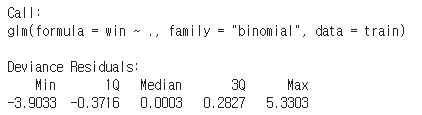 Call:
glm(formula = win ~ ., family = "binomial", data = train)
Deviance Residuals:
Min 1Q Median 3Q Max
-3.9033 -0.3716 0.0003 0.2827 5.3303